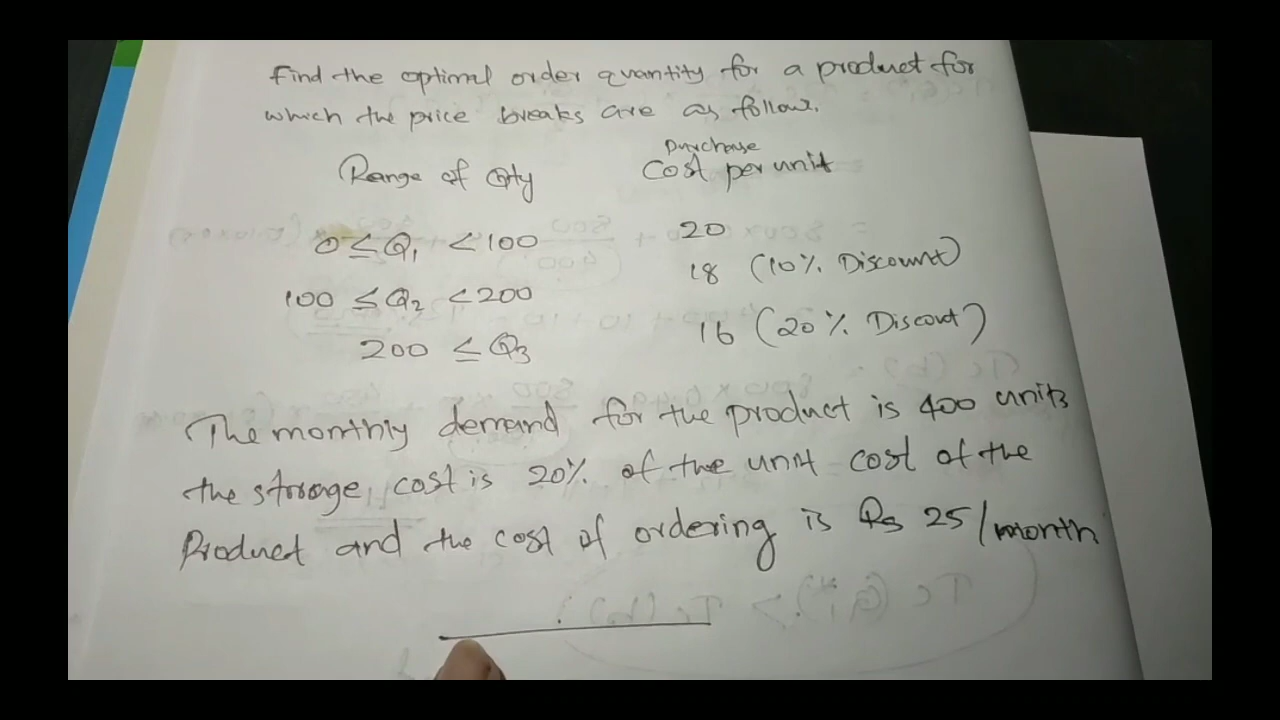 Find the optimal order quantity for a product for
which the price breaks are as follow.
Range of Qty
purchase
Cost per unit
0 ≤ Q₁ < 100
20
100 ≤ Q₂ < 200
18 (10% Discount)
200 ≤ Q₃
16 (20% Discout)
The monthly demand for the product is 400 units
the storage cost is 20% of the unit cost of the
Product and the cost of ordering is Rs 25/month